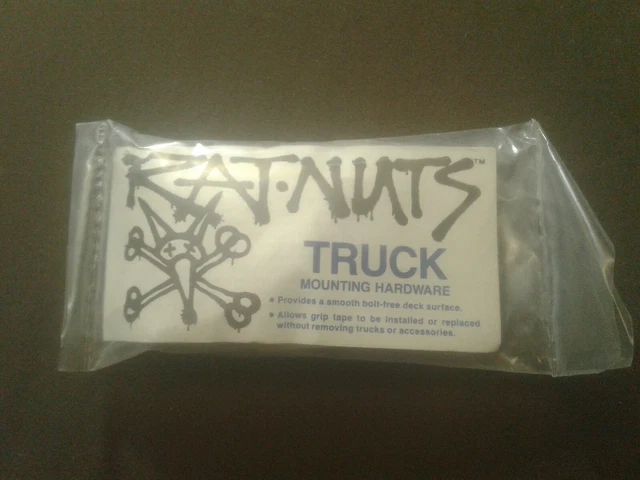 RAT·NUTS™
TRUCK
MOUNTING HARDWARE
• Provides a smooth bolt-free deck surface.
• Allows grip tape to be installed or replaced
without removing trucks or accessories.